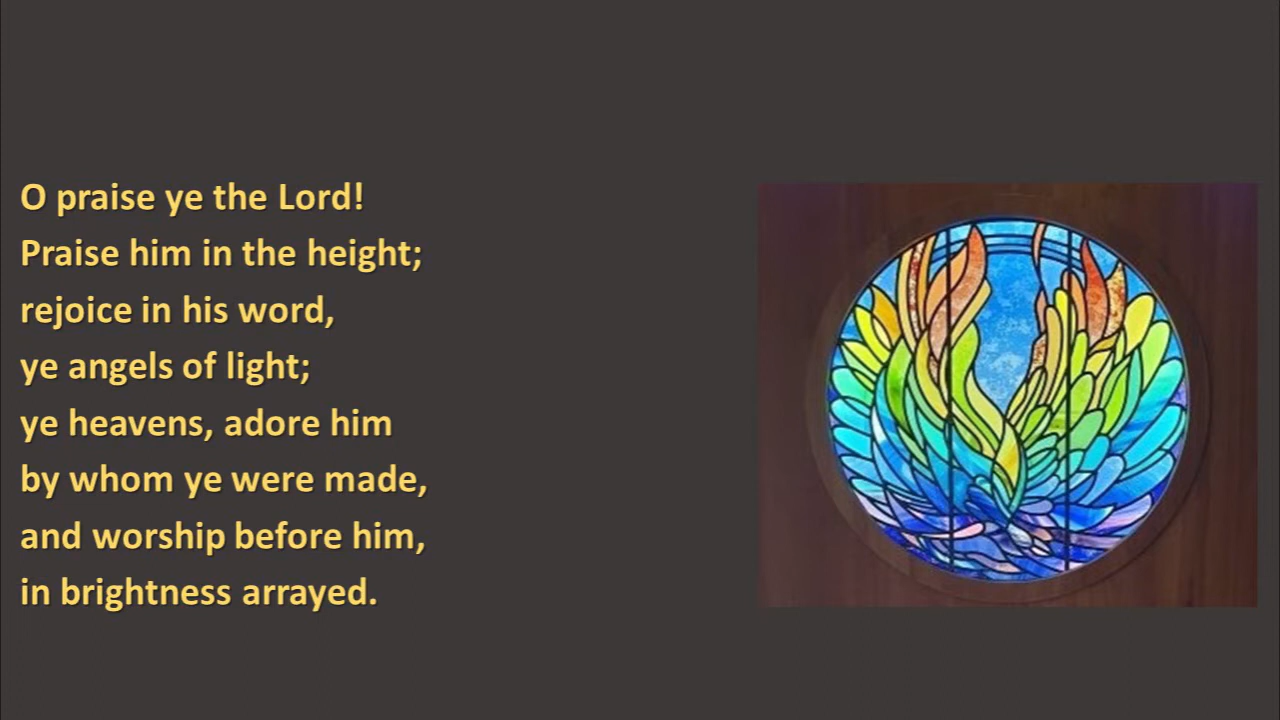 O praise ye the Lord!
Praise him in the height;
rejoice in his word,
ye angels of light;
ye heavens, adore him
by whom ye were made,
and worship before him,
in brightness arrayed.